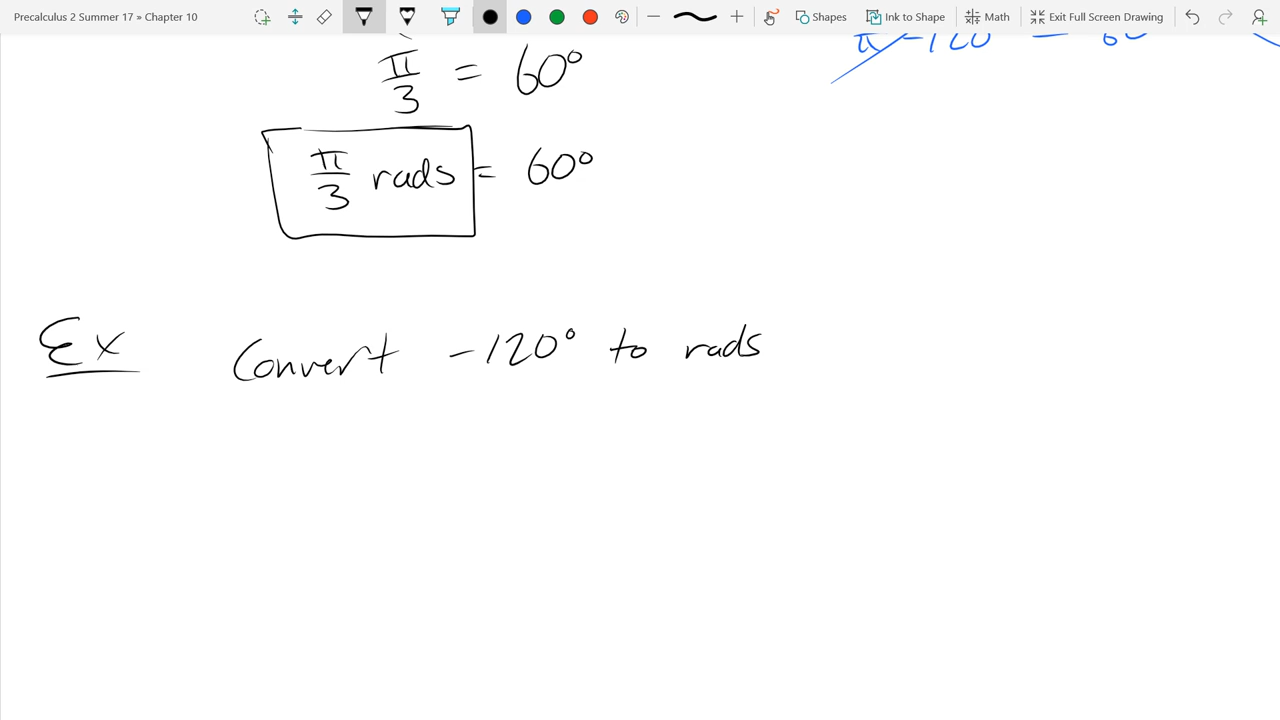 Precalculus 2 Summer 17 » Chapter 10
Shapes
Ink to Shape
Math
Exit Full Screen Drawing
π/3 = 60°
π/3 rads = 60°
Ex Convert -120° to rads